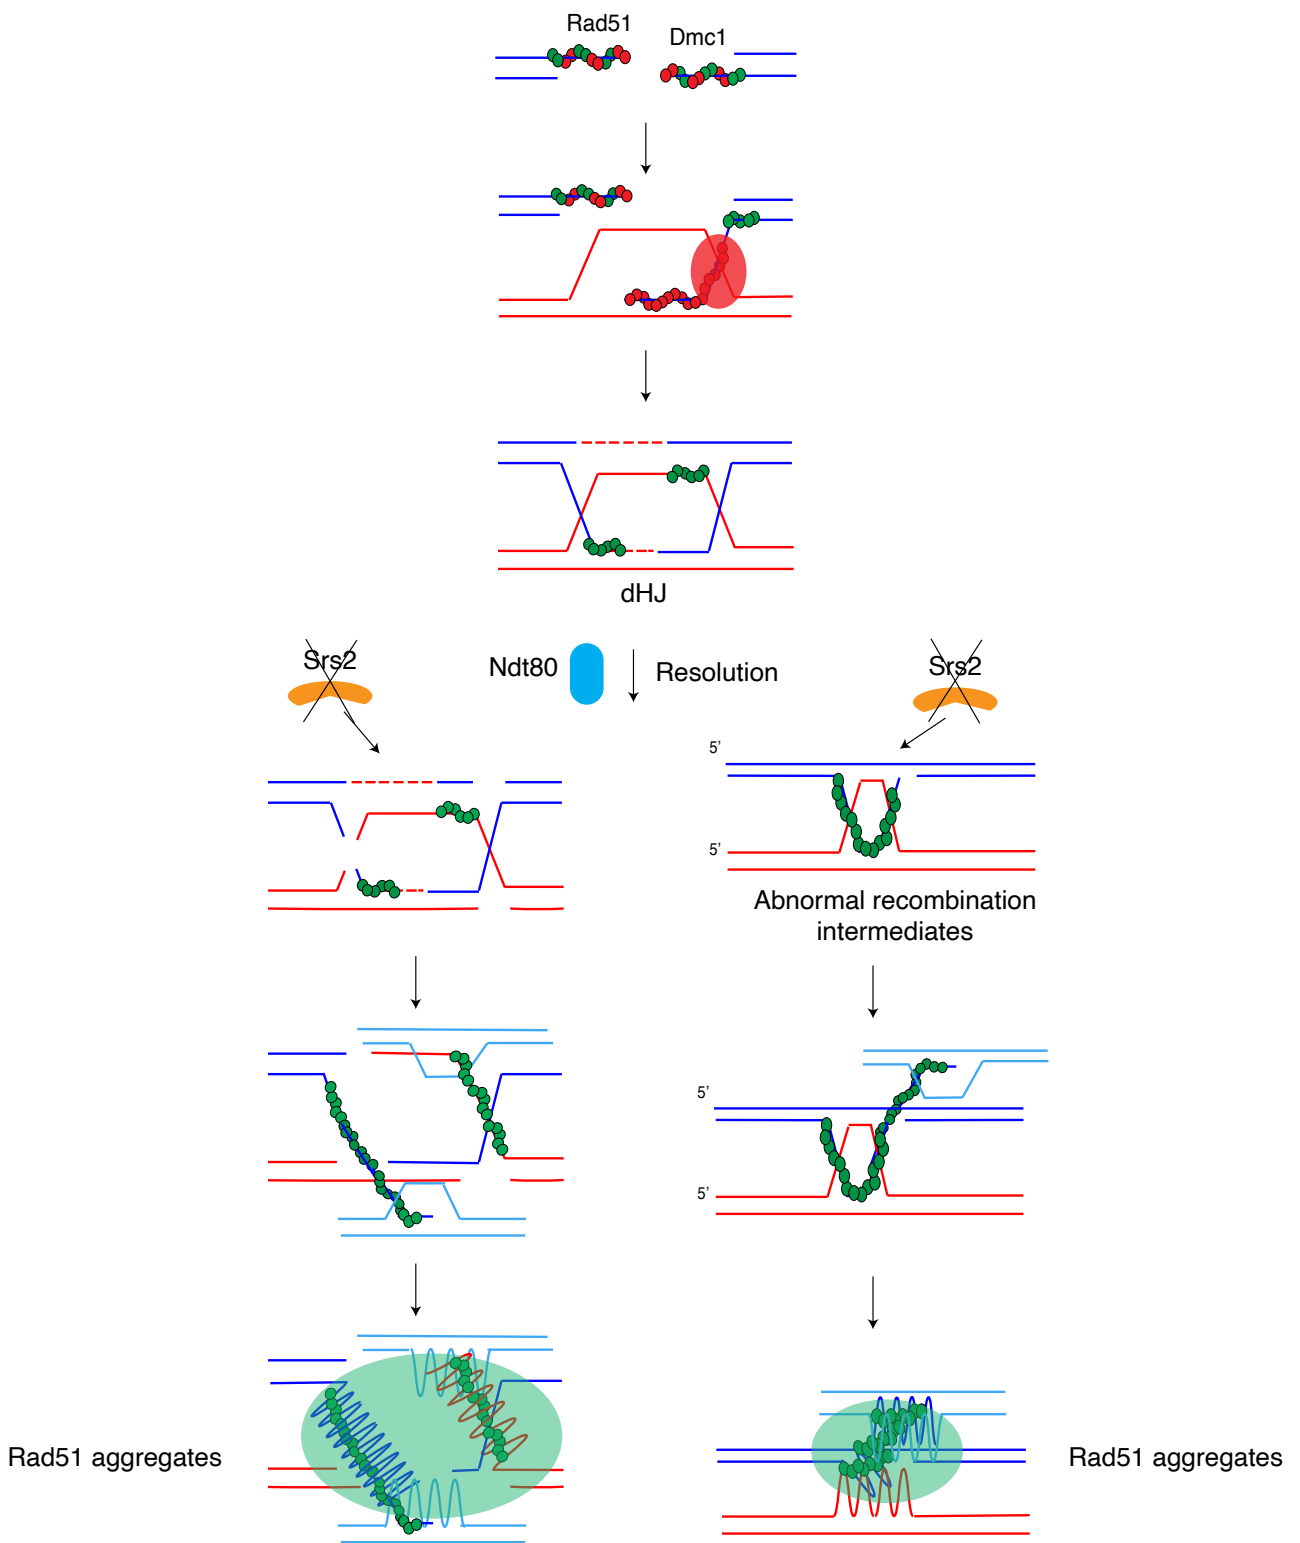 Rad51
Dmc1
dHJ
Srs2
Ndt80
Resolution
Srs2
5’
5’
Abnormal recombination
intermediates
5’
5’
Rad51 aggregates
Rad51 aggregates